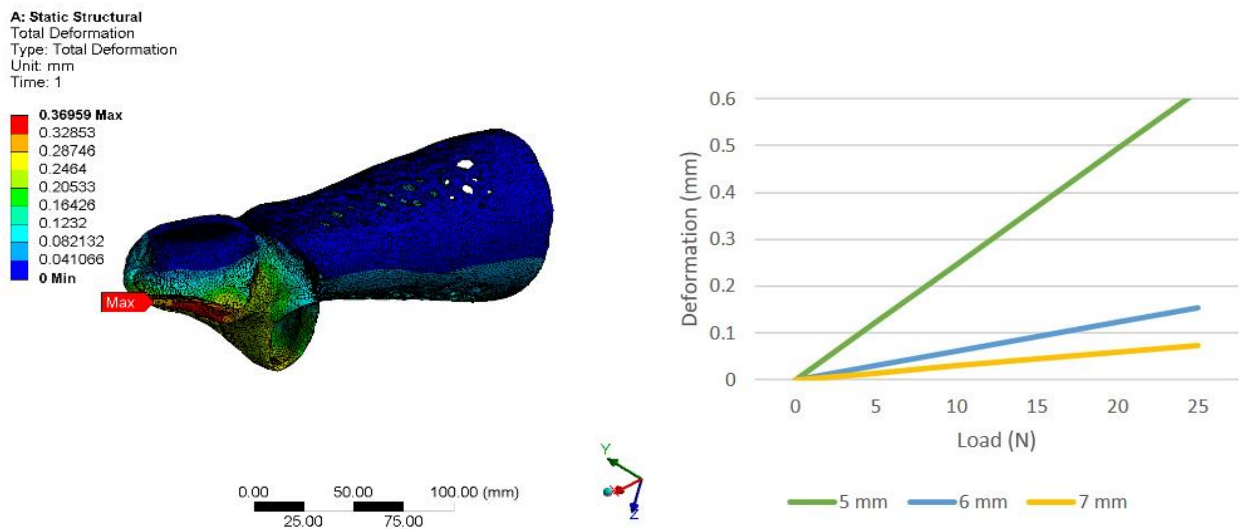 A: Static Structural
Total Deformation
Type: Total Deformation
Unit: mm
Time: 1
0.36959 Max
0.32853
0.28746
0.2464
0.20533
0.16426
0.1232
0.082132
0.041066
0 Min
Max
0.00 50.00 100.00 (mm)
25.00 75.00
Y
Z
0.6
0.5
0.4
0.3
0.2
0.1
0
Deformation (mm)
0 5 10 15 20 25
Load (N)
5 mm 6 mm 7 mm